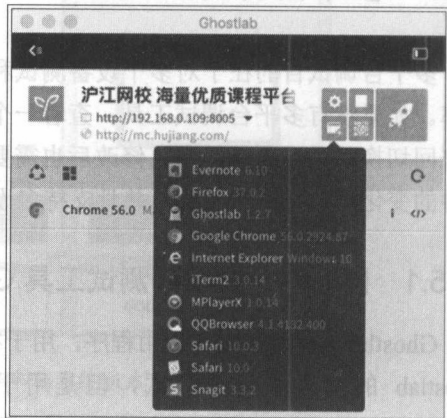 Ghostlab
沪江网校 海量优质课程平台
http://192.168.0.109:8005
http://mc.hujiang.com/
Evernote 6.10
Firefox 37.0.2
Chrome 56.0
Ghostlab 1.2.7
Google Chrome 56.0.2924.87
Internet Explorer Windows 10
iTerm2 3.0.14
MPlayerX 1.0.14
QQBrowser 4.1.4132.400
Safari 10.0.3
Safari 10.0
Snagit 3.3.2